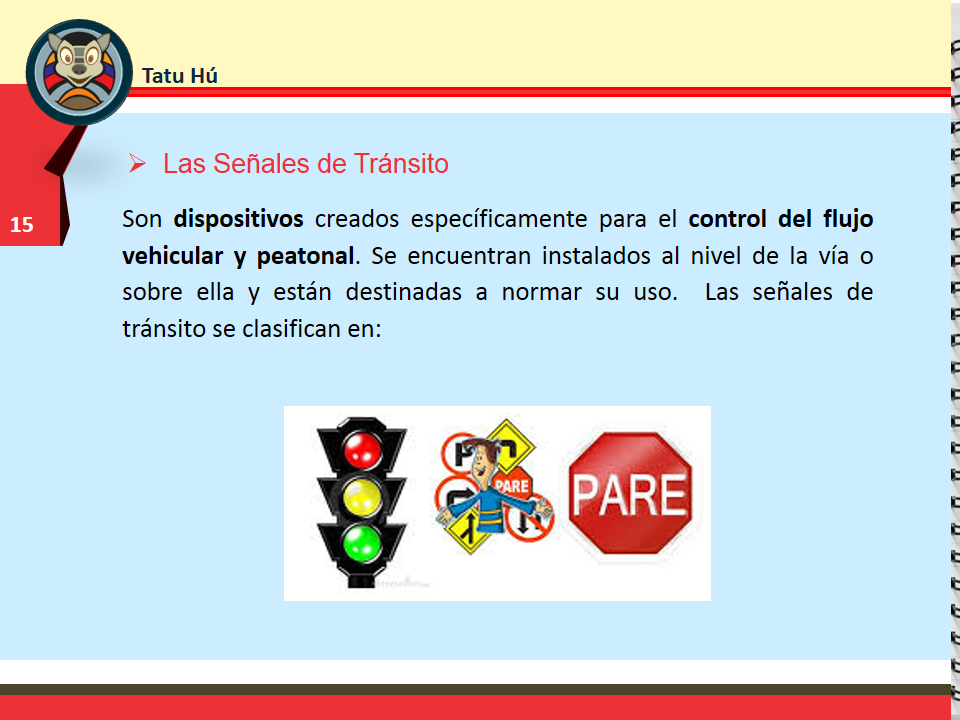 Tatu Hú
Las Señales de Tránsito
15
Son dispositivos creados específicamente para el control del flujo
vehicular y peatonal. Se encuentran instalados al nivel de la vía o
sobre ella y están destinadas a normar su uso. Las señales de
tránsito se clasifican en:
PARE
PARE